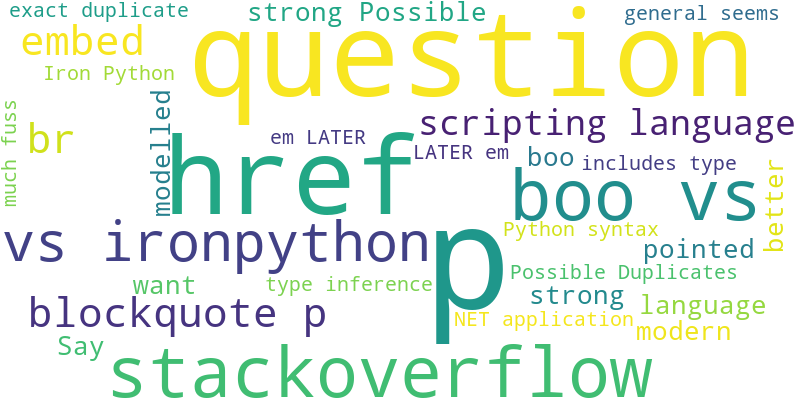 exact duplicate
strong Possible
general seems
embed
question
Iron Python
much fuss
br
modelled
href
em LATER
scripting language
LATER em
boo
includes type
boo vs
better
vs ironpython
p
Python syntax
pointed
want
type inference
Possible Duplicates
strong
language
blockquote p
NET application
modern
Say
stackoverflow